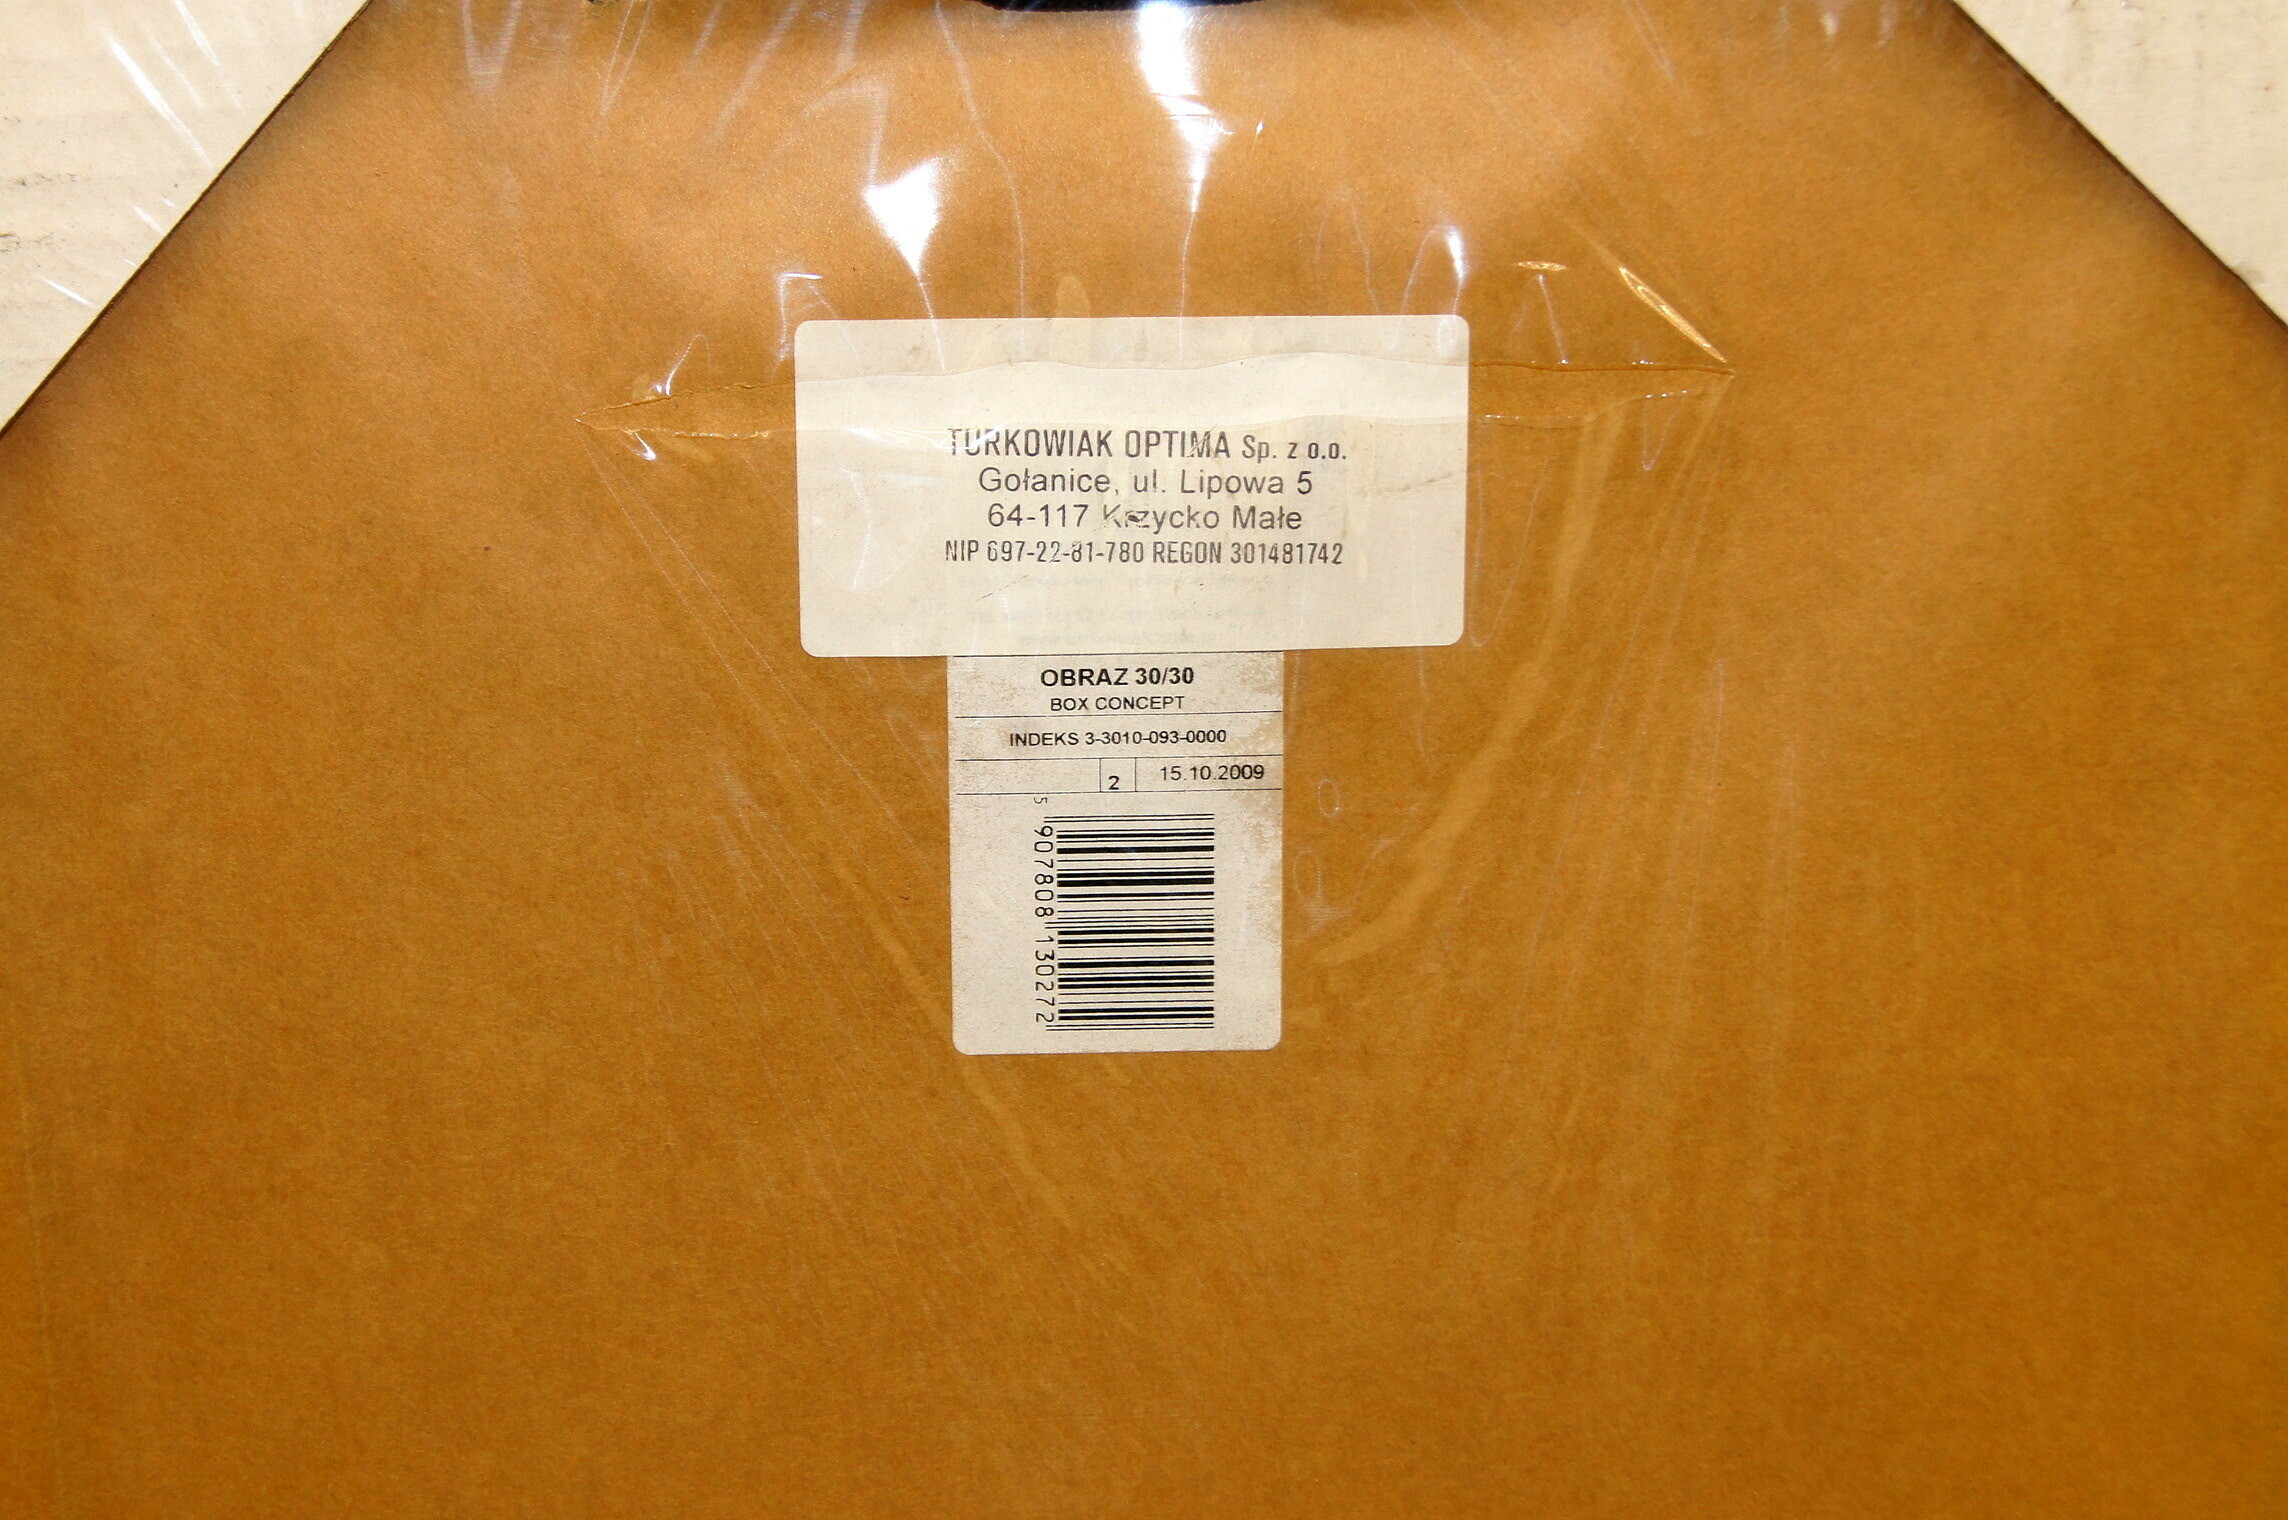 TURKOWIAK OPTIMA Sp. z o.o.
Gołanice, ul. Lipowa 5
64-117 Krzycko Małe
NIP 697-22-81-780 REGON 301481742
OBRAZ 30/30
BOX CONCEPT
INDEKS 3-3010-093-0000
2 15.10.2009
5 907808 130272